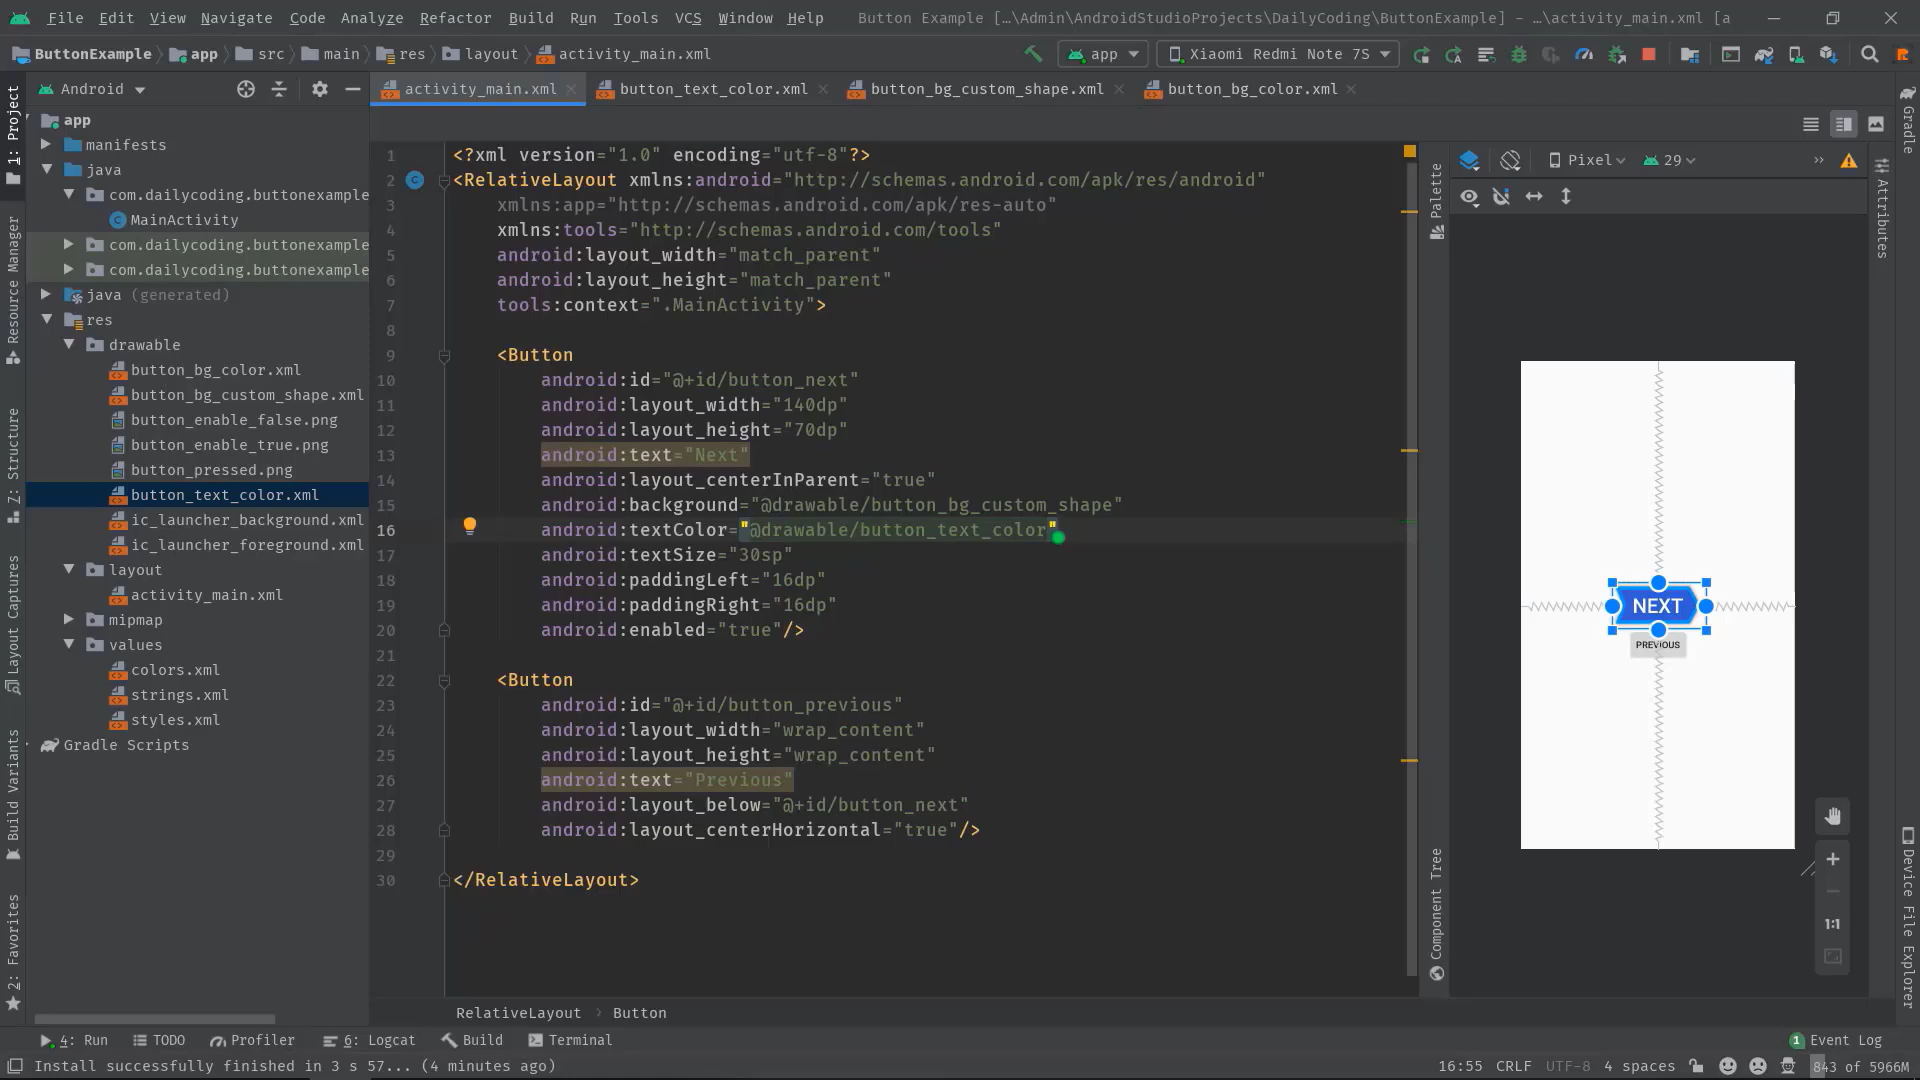 File Edit View Navigate Code Analyze Refactor Build Run Tools VCS Window Help Button Example [...\Admin\AndroidStudioProjects\DailyCoding\ButtonExample] - ...\activity_main.xml [a
ButtonExample app src main res layout activity_main.xml app Xiaomi Redmi Note 7S
Android activity_main.xml button_text_color.xml button_bg_custom_shape.xml button_bg_color.xml
1: Project
Resource Manager
7: Structure
Layout Captures
Build Variants
2: Favorites
app
manifests
java
com.dailycoding.buttonexample
MainActivity
com.dailycoding.buttonexample
com.dailycoding.buttonexample
java (generated)
res
drawable
button_bg_color.xml
button_bg_custom_shape.xml
button_enable_false.png
button_enable_true.png
button_pressed.png
button_text_color.xml
ic_launcher_background.xml
ic_launcher_foreground.xml
layout
activity_main.xml
mipmap
values
colors.xml
strings.xml
styles.xml
Gradle Scripts
1 <?xml version="1.0" encoding="utf-8"?>
2 <RelativeLayout xmlns:android="http://schemas.android.com/apk/res/android"
3 xmlns:app="http://schemas.android.com/apk/res-auto"
4 xmlns:tools="http://schemas.android.com/tools"
5 android:layout_width="match_parent"
6 android:layout_height="match_parent"
7 tools:context=".MainActivity">
8
9 <Button
10 android:id="@+id/button_next"
11 android:layout_width="140dp"
12 android:layout_height="70dp"
13 android:text="Next"
14 android:layout_centerInParent="true"
15 android:background="@drawable/button_bg_custom_shape"
16 android:textColor="@drawable/button_text_color"
17 android:textSize="30sp"
18 android:paddingLeft="16dp"
19 android:paddingRight="16dp"
20 android:enabled="true"/>
21
22 <Button
23 android:id="@+id/button_previous"
24 android:layout_width="wrap_content"
25 android:layout_height="wrap_content"
26 android:text="Previous"
27 android:layout_below="@+id/button_next"
28 android:layout_centerHorizontal="true"/>
29
30 </RelativeLayout>
RelativeLayout > Button
Palette
Component Tree
Pixel 29 »
NEXT
PREVIOUS
1:1
Gradle
Attributes
Device File Explorer
4: Run TODO Profiler 6: Logcat Build Terminal 1 Event Log
Install successfully finished in 3 s 57... (4 minutes ago) 16:55 CRLF UTF-8 4 spaces 843 of 5966M